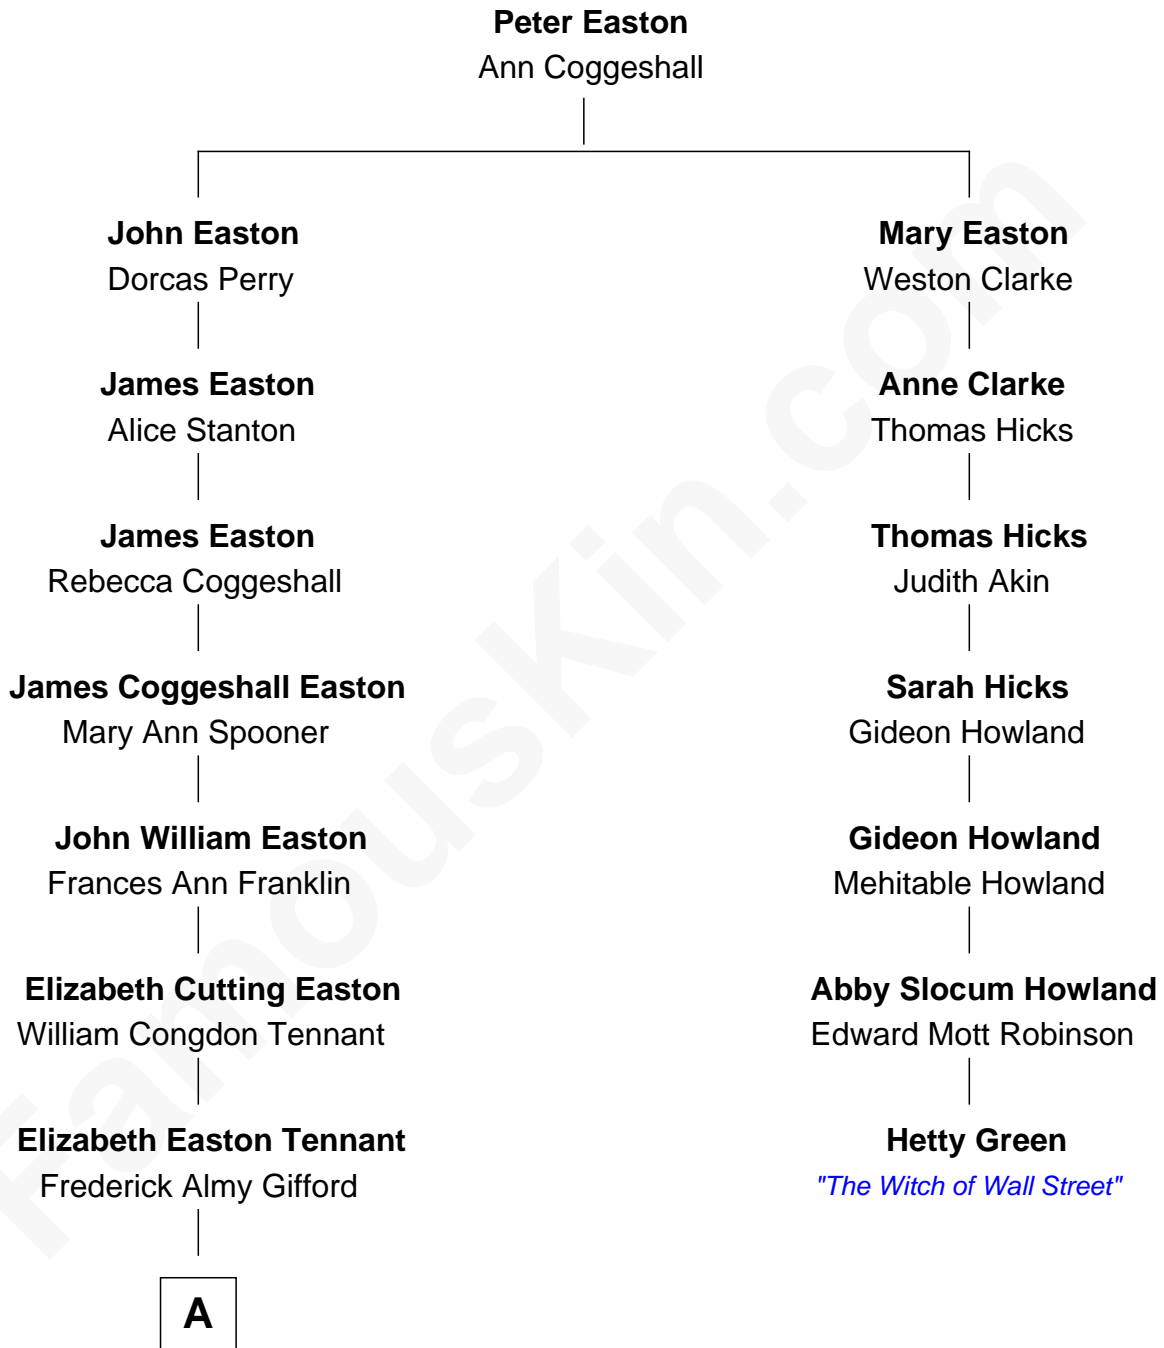 Peter Easton
Ann Coggeshall
John Easton
Dorcas Perry
Mary Easton
Weston Clarke
James Easton
Alice Stanton
Anne Clarke
Thomas Hicks
James Easton
Rebecca Coggeshall
Thomas Hicks
Judith Akin
James Coggeshall Easton
Mary Ann Spooner
Sarah Hicks
Gideon Howland
John William Easton
Frances Ann Franklin
Gideon Howland
Mehitable Howland
Elizabeth Cutting Easton
William Congdon Tennant
Abby Slocum Howland
Edward Mott Robinson
Elizabeth Easton Tennant
Frederick Almy Gifford
Hetty Green
"The Witch of Wall Street"
A
FamousKin.com